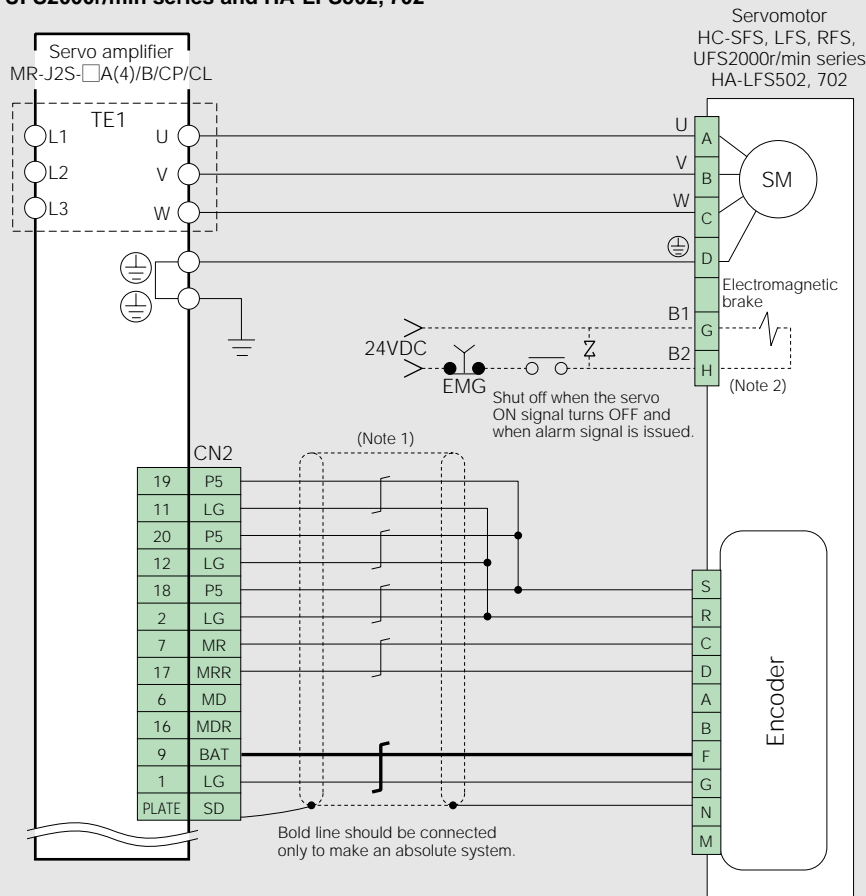 UFS2000r/min series and HA-LFS502, 702
Servo amplifier
MR-J2S-□A(4)/B/CP/CL
Servomotor
HC-SFS, LFS, RFS,
UFS2000r/min series
HA-LFS502, 702
TE1
L1
L2
L3
U
V
W
U
V
W
A
B
C
D
SM
Electromagnetic
brake
B1
G
B2
H
24VDC
EMG
(Note 2)
Shut off when the servo
ON signal turns OFF and
when alarm signal is issued.
(Note 1)
CN2
19 P5
11 LG
20 P5
12 LG
18 P5
2 LG
7 MR
17 MRR
6 MD
16 MDR
9 BAT
1 LG
PLATE SD
S
R
C
D
A
B
F
G
N
M
Encoder
Bold line should be connected
only to make an absolute system.